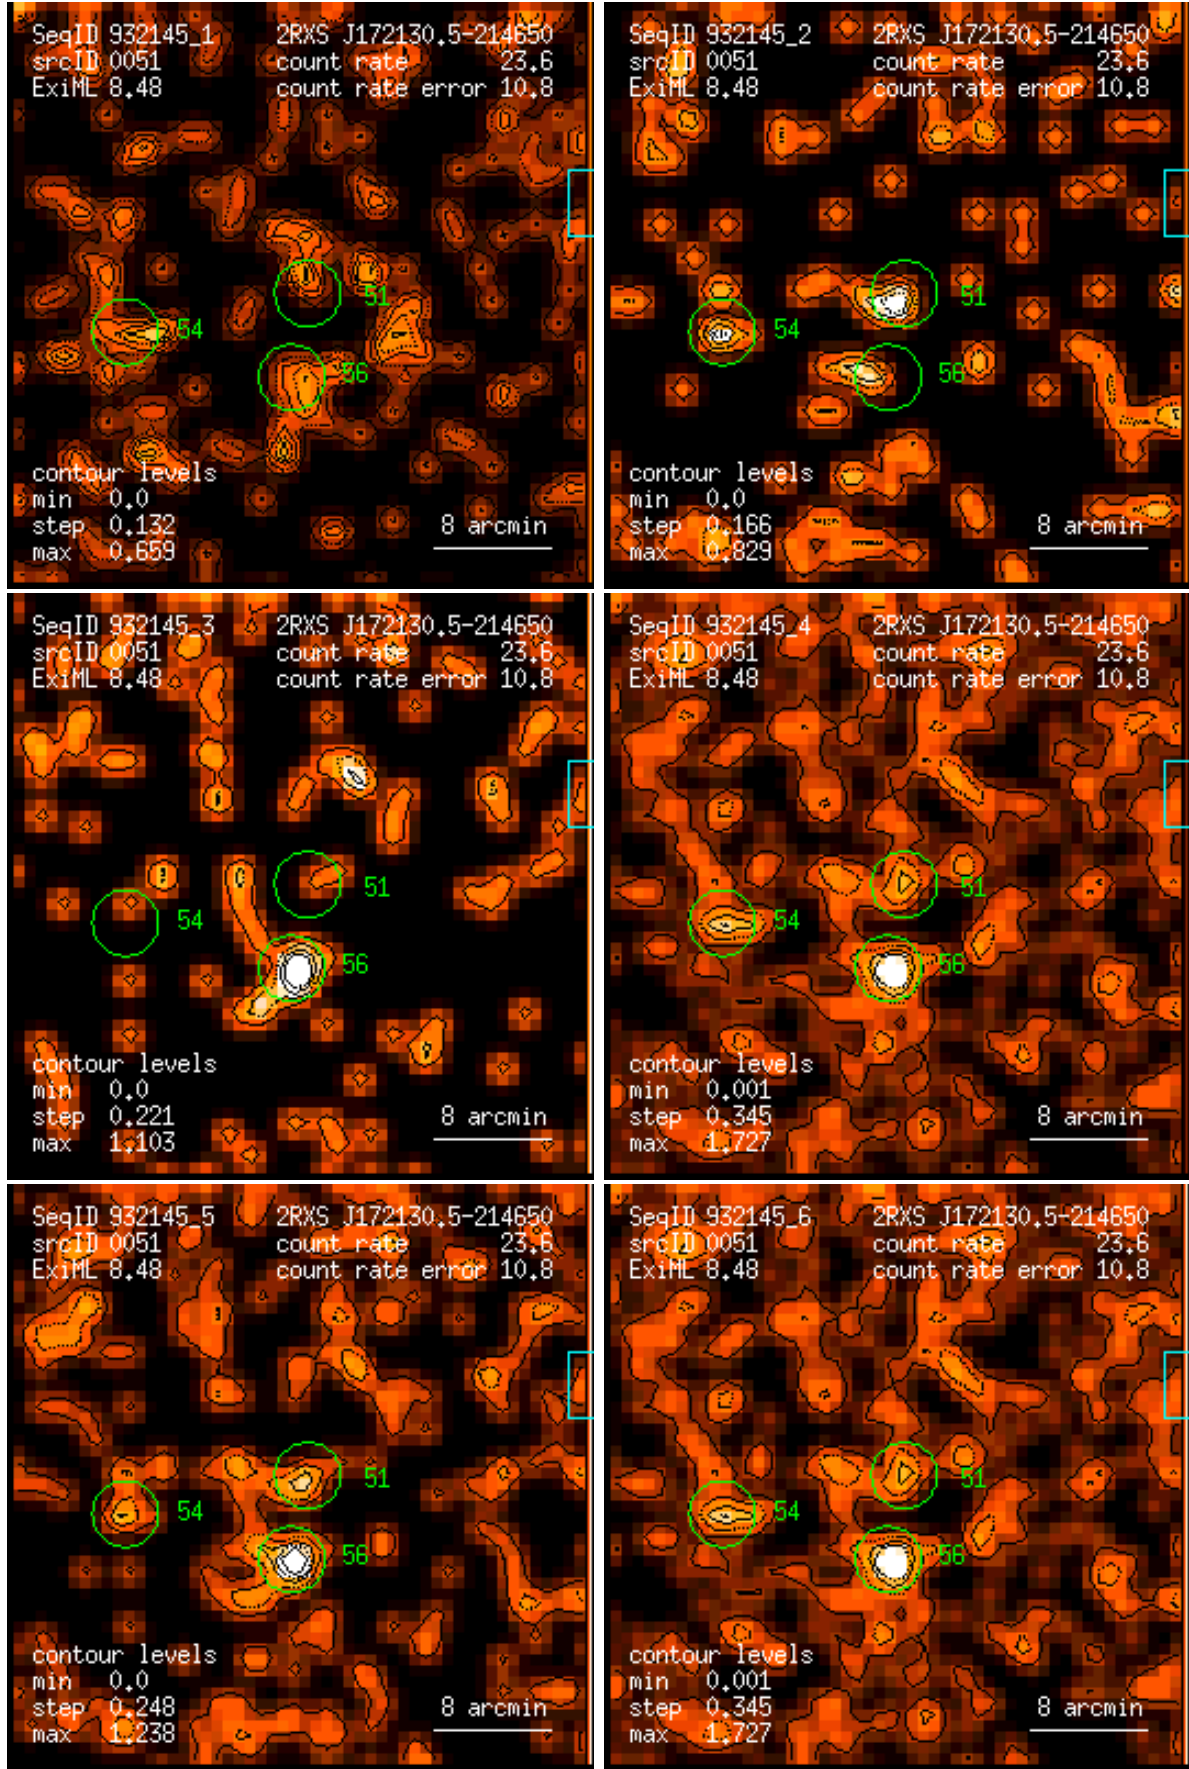 SeqID 932145_1 2RXS J172130.5-214650
srcID 0051 count rate 23.6
ExiML 8.48 count rate error 10.8
51
54
56
contour levels
min 0.0
step 0.132
max 0.659
8 arcmin
SeqID 932145_2 2RXS J172130.5-214650
srcID 0051 count rate 23.6
ExiML 8.48 count rate error 10.8
51
54
56
contour levels
min 0.0
step 0.166
max 0.829
8 arcmin
SeqID 932145_3 2RXS J172130.5-214650
srcID 0051 count rate 23.6
ExiML 8.48 count rate error 10.8
51
54
56
contour levels
min 0.0
step 0.221
max 1.103
8 arcmin
SeqID 932145_4 2RXS J172130.5-214650
srcID 0051 count rate 23.6
ExiML 8.48 count rate error 10.8
51
54
56
contour levels
min 0.001
step 0.345
max 1.727
8 arcmin
SeqID 932145_5 2RXS J172130.5-214650
srcID 0051 count rate 23.6
ExiML 8.48 count rate error 10.8
51
54
56
contour levels
min 0.0
step 0.248
max 1.238
8 arcmin
SeqID 932145_6 2RXS J172130.5-214650
srcID 0051 count rate 23.6
ExiML 8.48 count rate error 10.8
51
54
56
contour levels
min 0.001
step 0.345
max 1.727
8 arcmin